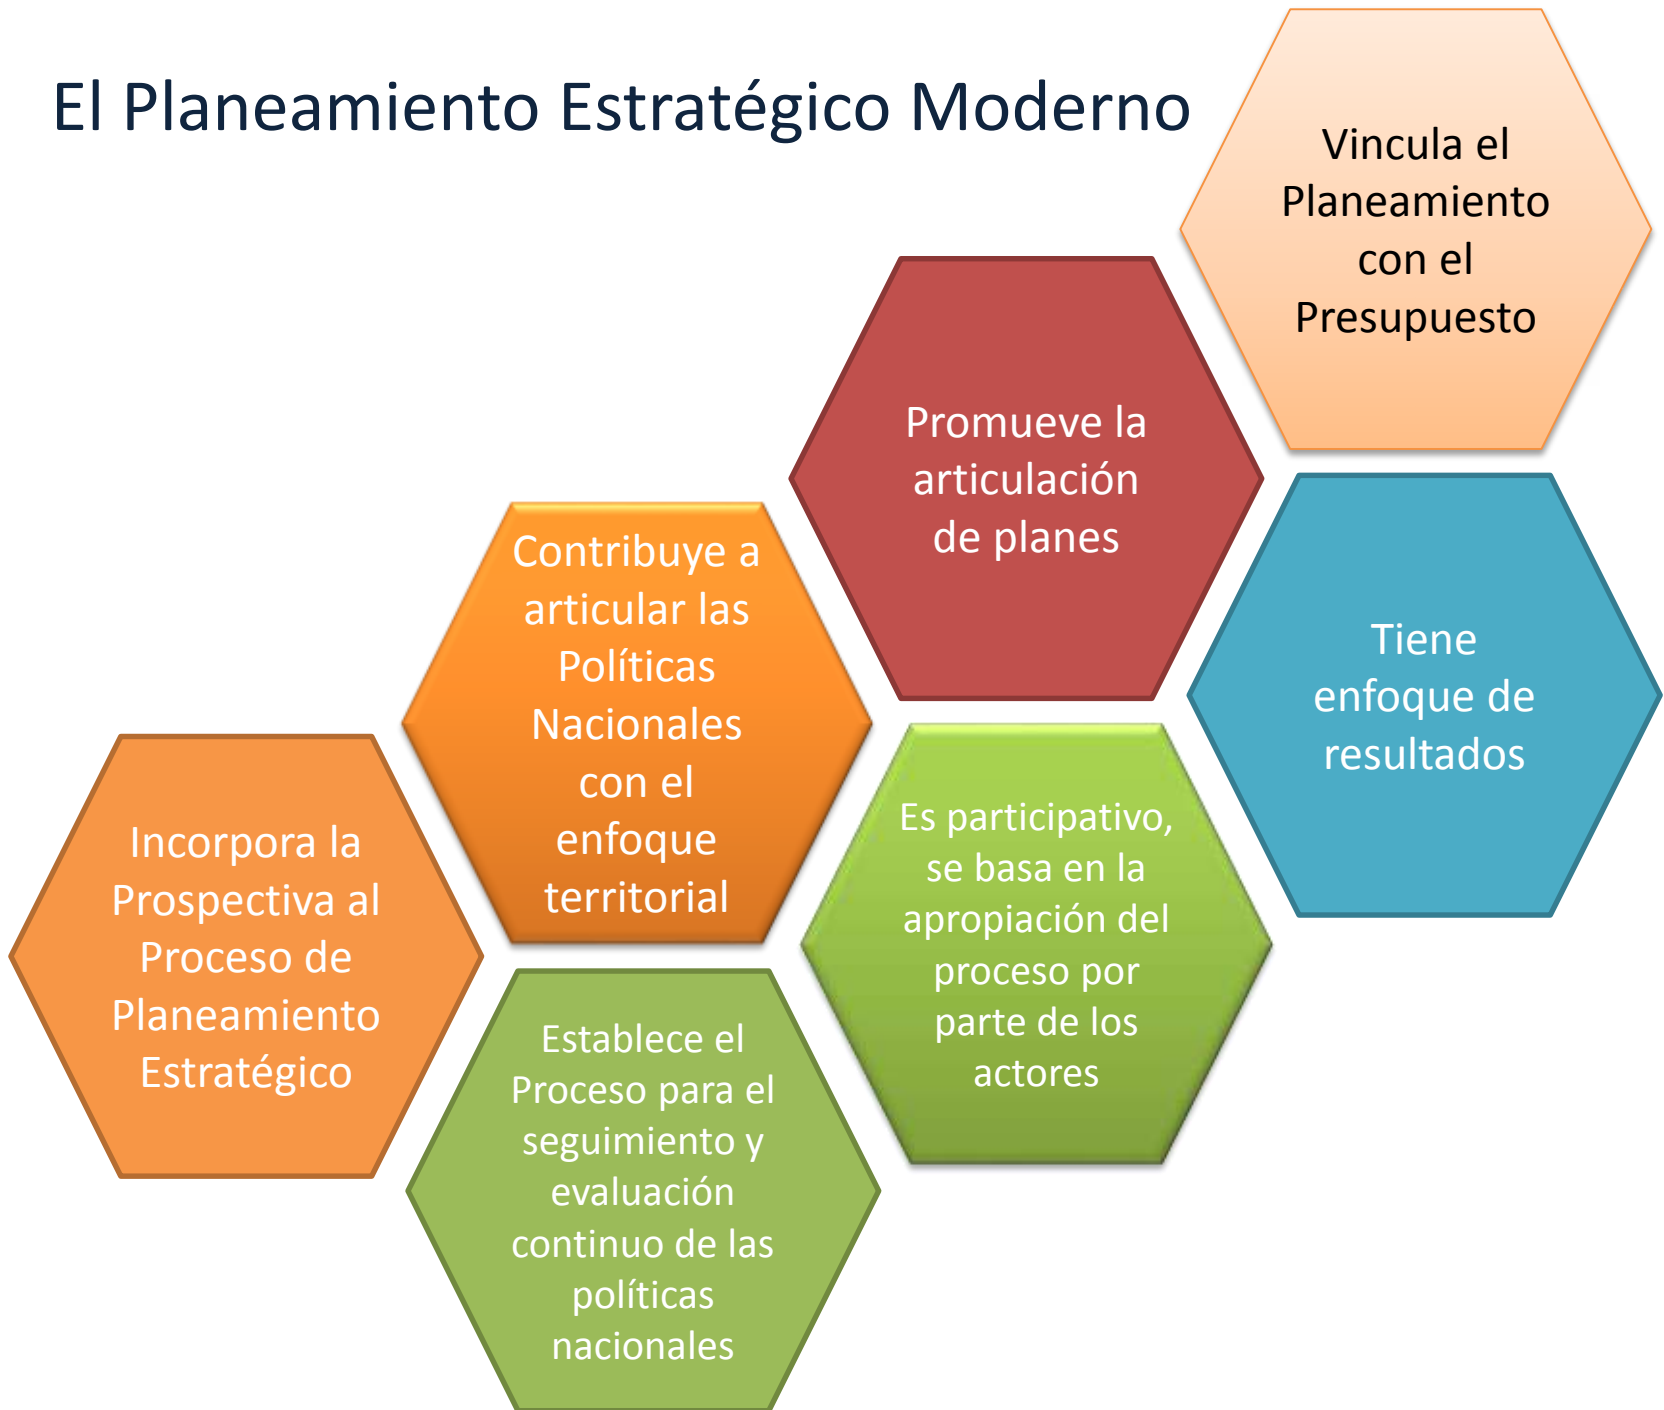 El Planeamiento Estratégico Moderno
Vincula el
Planeamiento
con el
Presupuesto
Promueve la
articulación
de planes
Tiene
enfoque de
resultados
Contribuye a
articular las
Políticas
Nacionales
con el
enfoque
territorial
Es participativo,
se basa en la
apropiación del
proceso por
parte de los
actores
Incorpora la
Prospectiva al
Proceso de
Planeamiento
Estratégico
Establece el
Proceso para el
seguimiento y
evaluación
continuo de las
políticas
nacionales